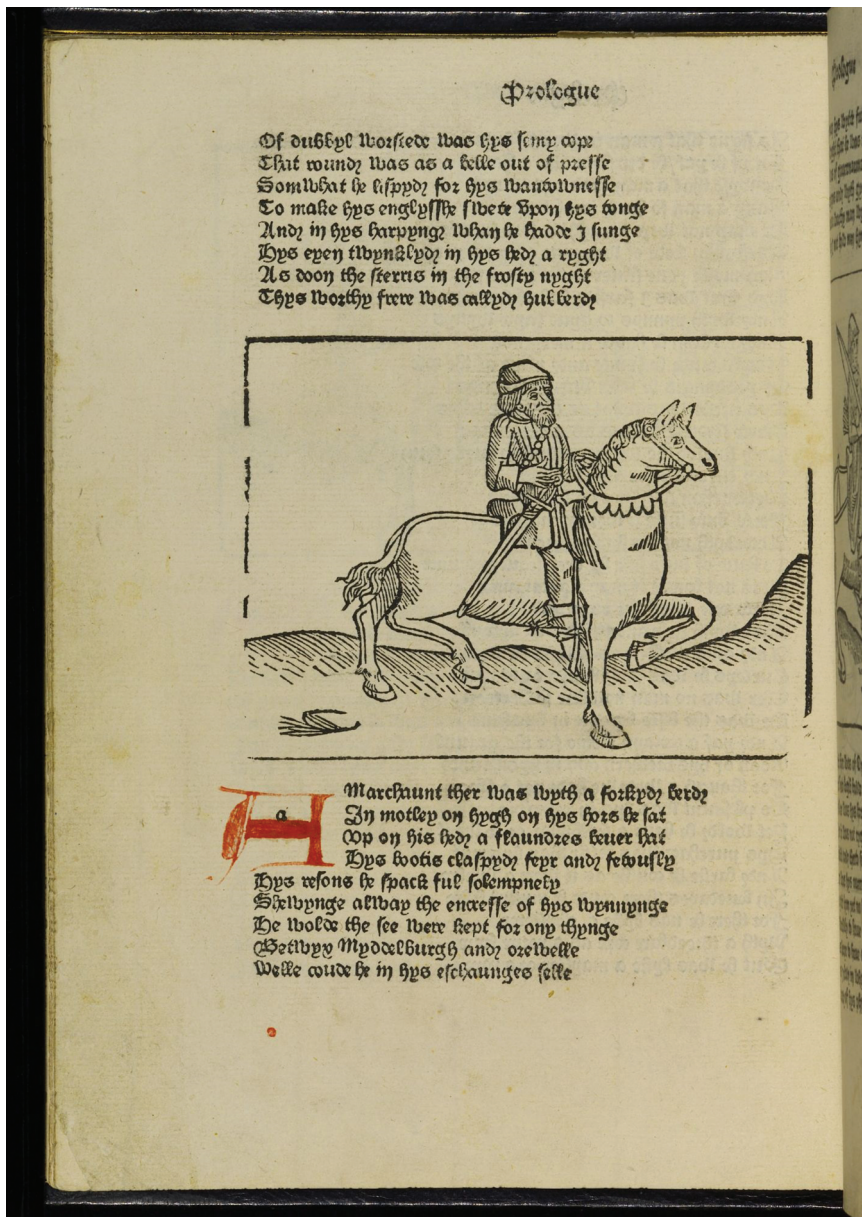 Prologue
Of dubbyl worstede was hys semy cope
That round was as a belle out of presse
Somwhat he lispyd for hys wantownesse
To make hys englysshe swete vpon hys tonge
And in hys harpyng whan he hadde I sunge
Hys eyen twynklyd in hys hed a ryght
As doon the sterris in the frosty nyght
Thys worthy frere was callyd hulberd
a
A Marchaunt ther was wyth a forkyd berd
In motley on hygh on hys hors he sat
Vp on his hed a flaundres beuer hat
Hys bootis claspyd feyr and fetously
Hys resons he spack ful solempnely
Shewynge alway the encresse of hys wynnynge
He wolde the see were kept for ony thynge
Betwyx Myddelburgh and orewelle
Welle coude he in hys eschaunges selle